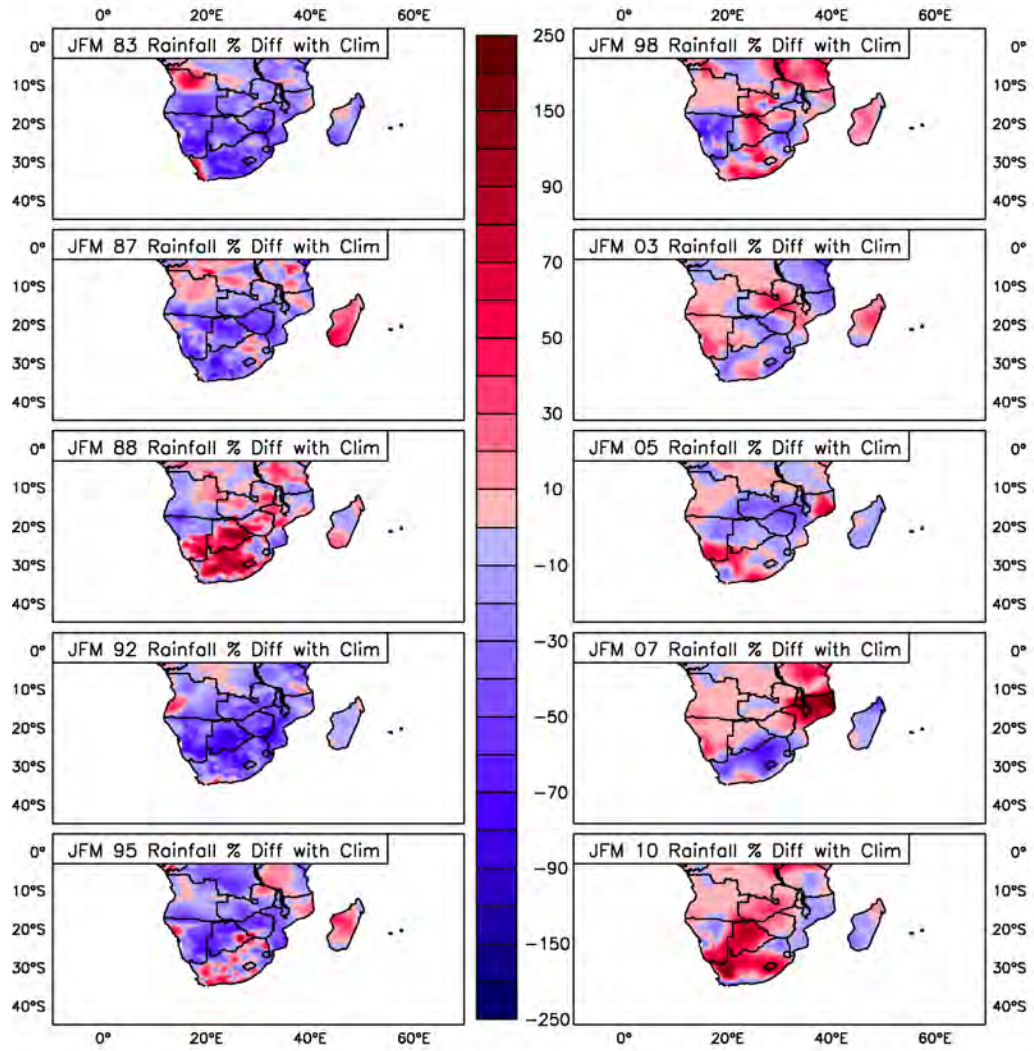 0° 20°E 40°E 60°E
0° JFM 83 Rainfall % Diff with Clim
10°S
20°S
30°S
40°S
0° JFM 87 Rainfall % Diff with Clim
10°S
20°S
30°S
40°S
0° JFM 88 Rainfall % Diff with Clim
10°S
20°S
30°S
40°S
0° JFM 92 Rainfall % Diff with Clim
10°S
20°S
30°S
40°S
0° JFM 95 Rainfall % Diff with Clim
10°S
20°S
30°S
40°S
0° 20°E 40°E 60°E
250
150
90
70
50
30
10
-10
-30
-50
-70
-90
-150
-250
0° 20°E 40°E 60°E
JFM 98 Rainfall % Diff with Clim 0°
10°S
20°S
30°S
40°S
JFM 03 Rainfall % Diff with Clim 0°
10°S
20°S
30°S
40°S
JFM 05 Rainfall % Diff with Clim 0°
10°S
20°S
30°S
40°S
JFM 07 Rainfall % Diff with Clim 0°
10°S
20°S
30°S
40°S
JFM 10 Rainfall % Diff with Clim 0°
10°S
20°S
30°S
40°S
0° 20°E 40°E 60°E